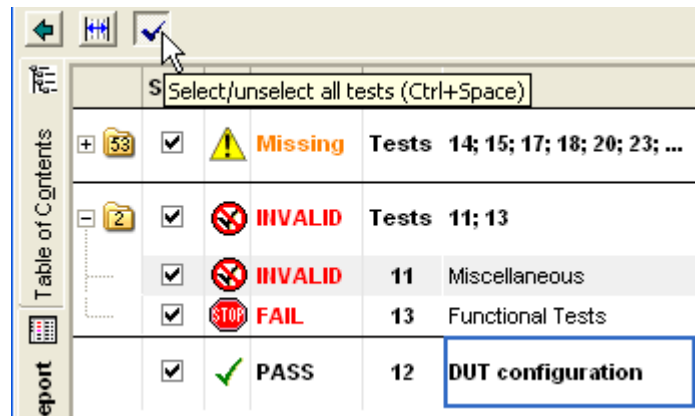 S
Select/unselect all tests (Ctrl+Space)
53 Missing Tests 14; 15; 17; 18; 20; 23; ...
2 INVALID Tests 11; 13
INVALID 11 Miscellaneous
STOP FAIL 13 Functional Tests
PASS 12 DUT configuration
Table of Contents
eport